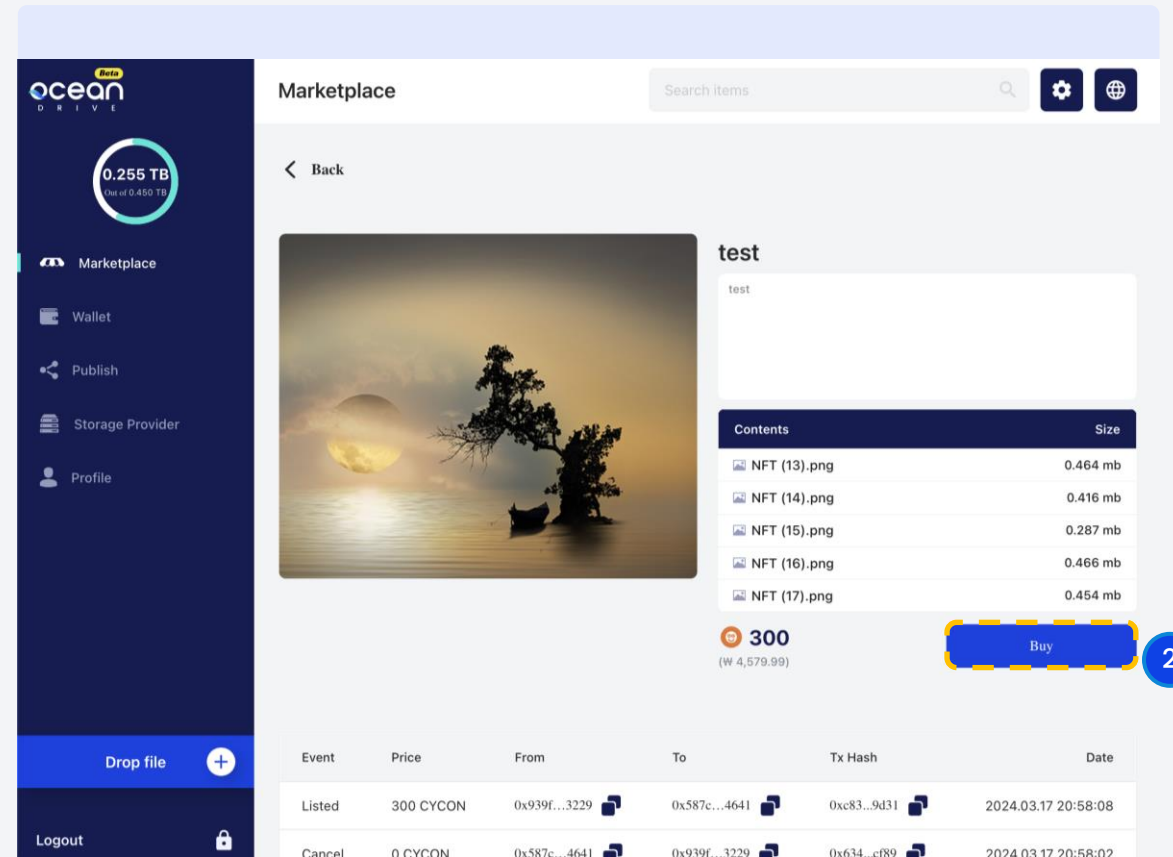 Beta
ocean
DRIVE
0.255 TB
Out of 0.450 TB
Marketplace
Wallet
Publish
Storage Provider
Profile
Drop file
Logout
Marketplace
Search items
Back
test
test
Contents Size
NFT (13).png 0.464 mb
NFT (14).png 0.416 mb
NFT (15).png 0.287 mb
NFT (16).png 0.466 mb
NFT (17).png 0.454 mb
300
(₩ 4,579.99)
Buy
2
Event Price From To Tx Hash Date
Listed 300 CYCON 0x939f…3229 0x587c…4641 0xc83...9d31 2024.03.17 20:58:08
Cancel 0 CYCON 0x587c…4641 0x939f…3229 0x634...cf89 2024.03.17 20:58:02